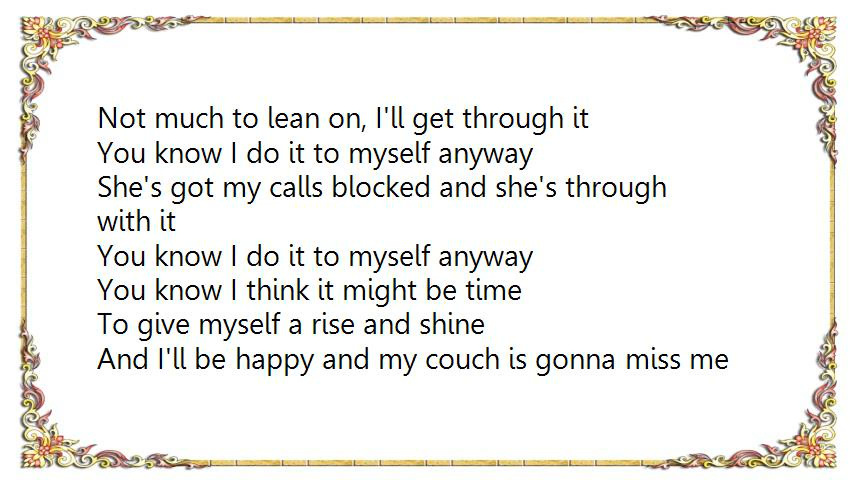 Not much to lean on, I'll get through it
You know I do it to myself anyway
She's got my calls blocked and she's through
with it
You know I do it to myself anyway
You know I think it might be time
To give myself a rise and shine
And I'll be happy and my couch is gonna miss me